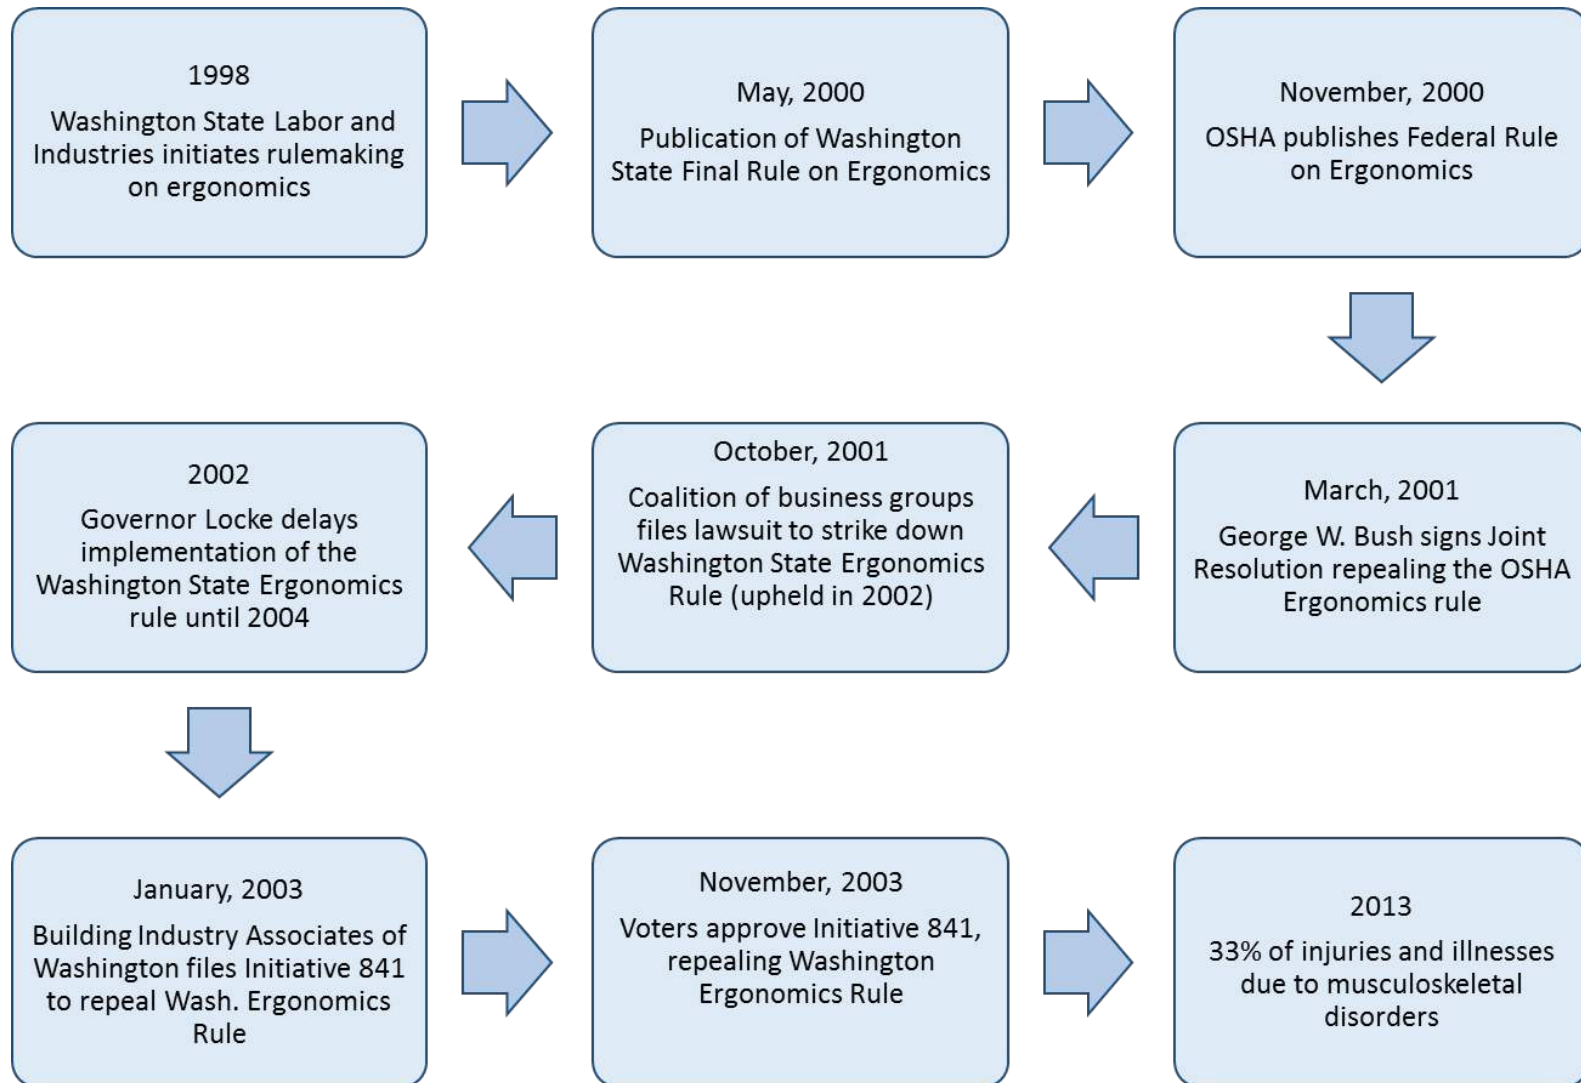 1998
Washington State Labor and
Industries initiates rulemaking
on ergonomics
May, 2000
Publication of Washington
State Final Rule on Ergonomics
November, 2000
OSHA publishes Federal Rule
on Ergonomics
March, 2001
George W. Bush signs Joint
Resolution repealing the OSHA
Ergonomics rule
October, 2001
Coalition of business groups
files lawsuit to strike down
Washington State Ergonomics
Rule (upheld in 2002)
2002
Governor Locke delays
implementation of the
Washington State Ergonomics
rule until 2004
January, 2003
Building Industry Associates of
Washington files Initiative 841
to repeal Wash. Ergonomics
Rule
November, 2003
Voters approve Initiative 841,
repealing Washington
Ergonomics Rule
2013
33% of injuries and illnesses
due to musculoskeletal
disorders